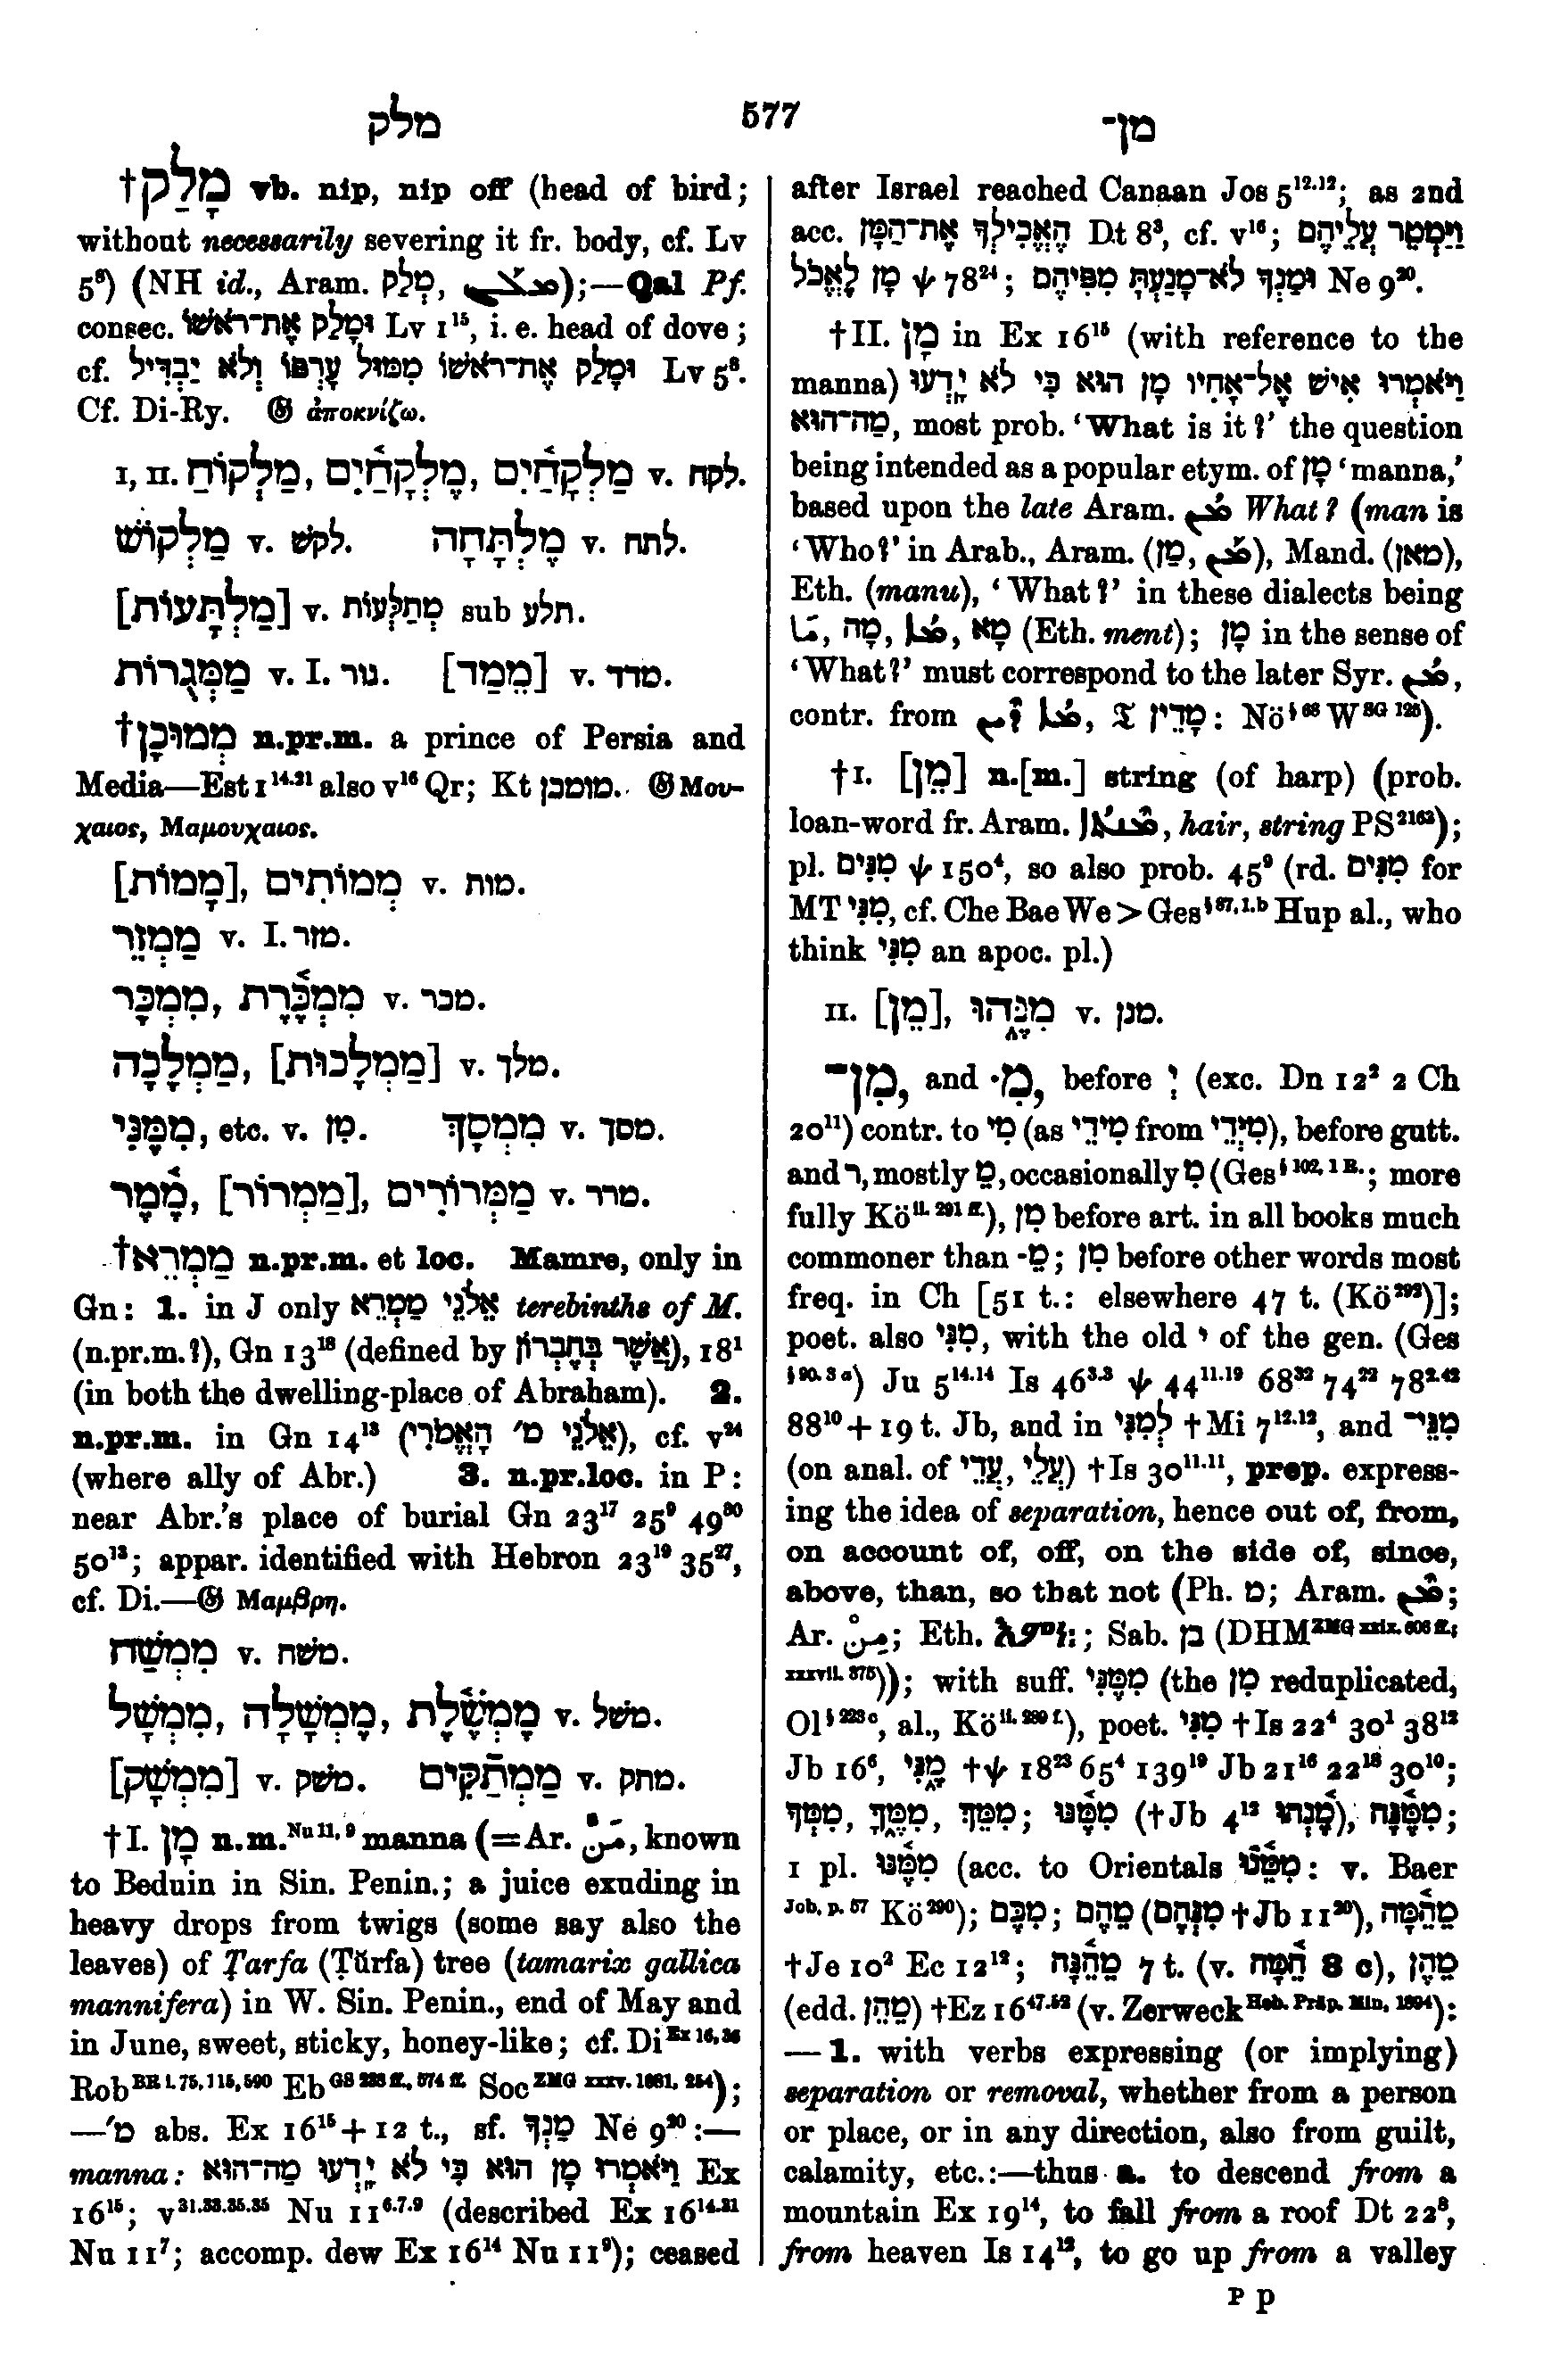 מלק
577
מן־
†מָלַק vb. nip, nip off (head of bird;
without necessarily severing it fr. body, cf. Lv
5⁸) (NH id., Aram. מְלַק, ܡܠܰܩ);—Qal Pf.
consec. וּמָלַק אֶת־ראֹשׁוֹ Lv 1¹⁵, i. e. head of dove;
cf. וּמָלַק אֶת־ראֹשׁוֹ מִמּוּל עָרְפּוֹ וְלֹא יַבְדִּיל Lv 5⁸.
Cf. Di-Ry. 𝔊 ἀποκνίζω.
I, II. מַלְקוֹחַ, מֶלְקָחַ֫יִם, מַלְקָחַ֫יִם v. לקח.
מַלְקוֹשׁ v. לקשׁ. מֶלְתָּחָה v. לתח.
[מַלְתָּעוֹת] v. מְתַלְּעוֹת sub תלע.
מַמְּגֻרוֹת v. I. גור. [מֵמַד] v. מדד.
†מְמוּכָן n.pr.m. a prince of Persia and
Media—Est 1¹⁴·²¹ also v¹⁶ Qr; Kt מומכן. 𝔊 Μου-
χαιος, Μαμουχαιος.
[מָמוֹת], מְמוֹתִים v. מות.
מַמְזֵר v. I. מזר.
מִמְכָּר, מִמְכֶּ֫רֶת v. מכר.
מַמְלָכָה, [מַמְלָכוּת] v. מלך.
מִמֶּנִּי, etc. v. מִן. מִמְסָךְ v. מסך.
מֶ֫מֶר, [מַמְרוֹר], מַמְּרוֹרִים v. מרר.
†מַמְרֵא n.pr.m. et loc. Mamre, only in
Gn: 1. in J only אֵלֹנֵי מַמְרֵא terebinths of M.
(n.pr.m.?), Gn 13¹⁸ (defined by אֲשֶׁר בְּחֶבְרוֹן), 18¹
(in both the dwelling-place of Abraham). 2.
n.pr.m. in Gn 14¹³ (אֵלֹנֵי מ׳ הָאֱמֹרִי), cf. v²⁴
(where ally of Abr.) 3. n.pr.loc. in P:
near Abr.'s place of burial Gn 23¹⁷ 25⁹ 49³⁰
50¹³; appar. identified with Hebron 23¹⁹ 35²⁷,
cf. Di.—𝔊 Μαμβρη.
מִמְשַׁח v. משׁח.
מִמְשָׁל, מֶמְשָׁלָה, מֶמְשֶׁ֫לֶת v. משׁל.
[מִמְשָׁק] v. משׁק. מַמְתַקִּים v. מתק.
†I. מָן n.m.ᴺᵘ ¹¹,⁹ manna (=Ar. مَنٌّ, known
to Beduin in Sin. Penin.; a juice exuding in
heavy drops from twigs (some say also the
leaves) of Ṭarfa (Ṭŭrfa) tree (tamarix gallica
mannifera) in W. Sin. Penin., end of May and
in June, sweet, sticky, honey-like; cf. Di Ex 16, 36
Rob BR i. 75, 115, 590 Eb GS 233 ff., 574 ff. Soc ZMG xxxv. 1881, 254);
—מ׳ abs. Ex 16¹⁵+12 t., sf. מַנְךָ Ne 9²⁰:—
manna: וַיּאֹמְרוּ מָן הוּא כִּי לֹא יָדְעוּ מַה־הוּא Ex
16¹⁵; v³¹·³³·³⁵·³⁵ Nu 11⁶·⁷·⁹ (described Ex 16¹⁴·³¹
Nu 11⁷; accomp. dew Ex 16¹⁴ Nu 11⁹); ceased
after Israel reached Canaan Jos 5¹²·¹²; as 2nd
acc. הֶאֱכִילְךָ אֶת־הַמָּן Dt 8³, cf. v¹⁶; וַיַּמְטֵר עֲלֵיהֶם
מָן לֶאֱכֹל ψ 78²⁴; וּמַנְךָ לֹא־מָנַעְתָּ מִפִּיהֶם Ne 9²⁰.
†II. מָן in Ex 16¹⁵ (with reference to the
manna) וַיּאֹמְרוּ אִישׁ אֶל־אָחִיו מָן הוּא כִּי לֹא יָדְעוּ
מַה־הוּא, most prob. 'What is it?' the question
being intended as a popular etym. of מָן 'manna,'
based upon the late Aram. ܡܳܢ What? (man is
'Who?' in Arab., Aram. (מַן, ܡܰܢ), Mand. (מאן),
Eth. (manu), 'What?' in these dialects being
مَا, מָה, ܡܳܐ, מָא (Eth. ment); מָן in the sense of
'What?' must correspond to the later Syr. ܡܳܢ,
contr. from ܡܳܐ ܕܶܝܢ, 𝔗 מָדֵין: Nö § 68 W SG 125).
†I. [מֵן] n.[m.] string (of harp) (prob.
loan-word fr. Aram. , hair, string PS²¹⁶³);
pl. מִנִּים ψ 150⁴, so also prob. 45⁹ (rd. מִנִּים for
MT מִנִּי, cf. Che Bae We > Ges § 87, 1. b Hup al., who
think מִנִּי an apoc. pl.)
II. [מֵן], מִנֵּהוּ v. מנן.
מִן־, and מִ·, before יְ (exc. Dn 12² 2 Ch
20¹¹) contr. to מִי (as מִידֵי from מִיְּדֵי), before gutt.
and ר, mostly מֵ, occasionally מִ (Ges § 102, 1 R.; more
fully Kö ii. 291 ff.), מִן before art. in all books much
commoner than מֵ-; מִן before other words most
freq. in Ch [51 t.: elsewhere 47 t. (Kö²⁹²)];
poet. also מִנִּי, with the old י of the gen. (Ges
§ 90. 3 a) Ju 5¹⁴·¹⁴ Is 46³·³ ψ 44¹¹·¹⁹ 68³² 74²² 78²·⁴²
88¹⁰+19 t. Jb, and in לְמִנִּי †Mi 7¹²·¹², and מִנֵּי־
(on anal. of עֲלֵי, עֲדֵי) †Is 30¹¹·¹¹, prep. express-
ing the idea of separation, hence out of, from,
on account of, off, on the side of, since,
above, than, so that not (Ph. מ; Aram. ܡܶܢ;
Ar. مِنْ; Eth. እምነ፡; Sab. בן (DHM ZMG xxix. 606 ff.;
xxxvii. 375)); with suff. מִמֶּנִּי (the מִן reduplicated,
Ol § 223 c, al., Kö ii. 289 f.), poet. מִנִּי †Is 22⁴ 30¹ 38¹²
Jb 16⁶, מֶנִּי †ψ 18²³ 65⁴ 139¹⁹ Jb 21¹⁶ 22¹⁸ 30¹⁰;
מִמְּךָ, מִמֶּךָּ, מִמֵּךְ; מִמֶּ֫נּוּ (†Jb 4¹² מֶ֫נְהוּ), מִמֶּ֫נָּה;
1 pl. מִמֶּ֫נּוּ (acc. to Orientals מִמֵּ֫נוּ: v. Baer
Job, p. 57 Kö²⁹⁰); מִכֶּם; מֵהֶם (מִנְּהֶם †Jb 11²⁰), מֵהֵ֫מָּה
†Je 10² Ec 12¹²; מֵהֵ֫נָּה 7 t. (v. הֵ֫מָּה 8 c), מֵהֶן
(edd. מֵהֵן) †Ez 16⁴⁷·⁵² (v. Zerweck Heb. Präp. Min, 1894):
—1. with verbs expressing (or implying)
separation or removal, whether from a person
or place, or in any direction, also from guilt,
calamity, etc.:—thus a. to descend from a
mountain Ex 19¹⁴, to fall from a roof Dt 22⁸,
from heaven Is 14¹², to go up from a valley
P p